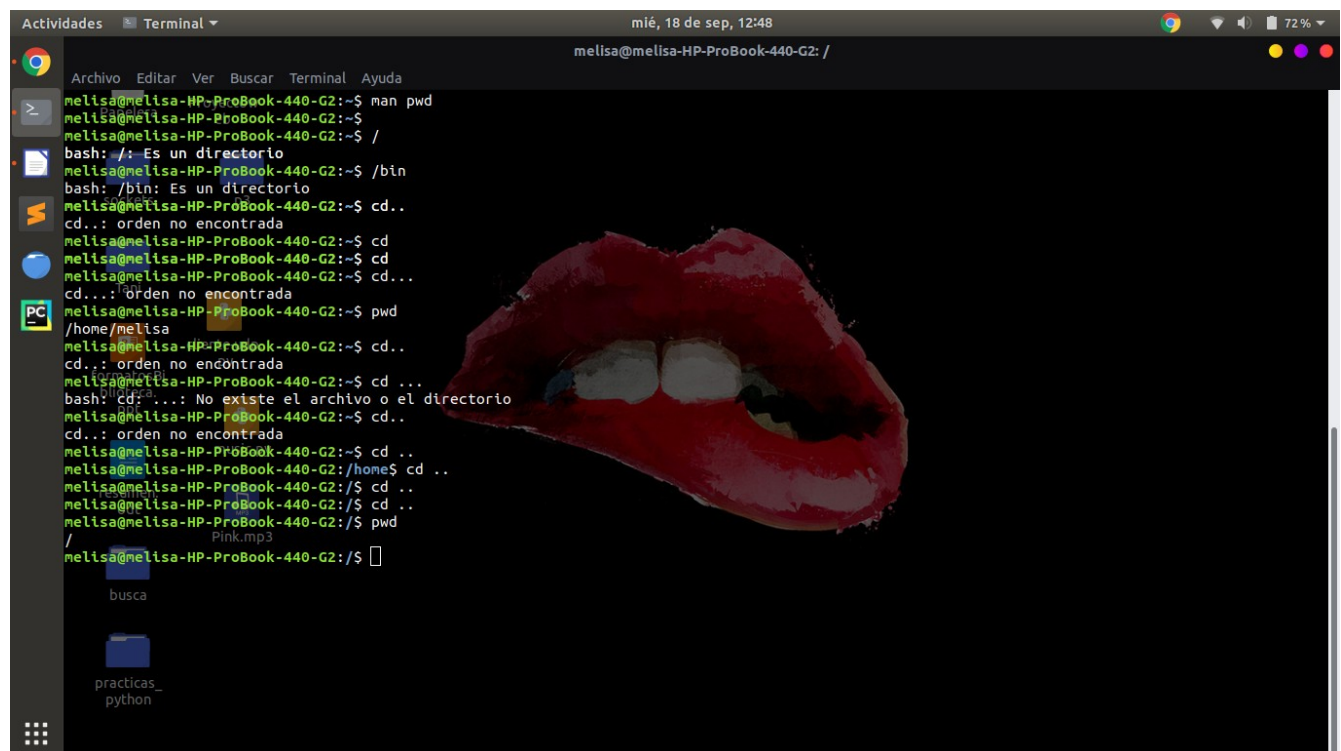 Actividades Terminal mié, 18 de sep, 12:48 72 %
melisa@melisa-HP-ProBook-440-G2: /
Archivo Editar Ver Buscar Terminal Ayuda
melisa@melisa-HP-ProBook-440-G2:~$ man pwd
melisa@melisa-HP-ProBook-440-G2:~$
melisa@melisa-HP-ProBook-440-G2:~$ /
bash: /: Es un directorio
melisa@melisa-HP-ProBook-440-G2:~$ /bin
bash: /bin: Es un directorio
melisa@melisa-HP-ProBook-440-G2:~$ cd..
cd..: orden no encontrada
melisa@melisa-HP-ProBook-440-G2:~$ cd
melisa@melisa-HP-ProBook-440-G2:~$ cd
melisa@melisa-HP-ProBook-440-G2:~$ cd...
cd...: orden no encontrada
melisa@melisa-HP-ProBook-440-G2:~$ pwd
/home/melisa
melisa@melisa-HP-ProBook-440-G2:~$ cd..
cd..: orden no encontrada
melisa@melisa-HP-ProBook-440-G2:~$ cd ...
bash: cd: ...: No existe el archivo o el directorio
melisa@melisa-HP-ProBook-440-G2:~$ cd..
cd..: orden no encontrada
melisa@melisa-HP-ProBook-440-G2:~$ cd ..
melisa@melisa-HP-ProBook-440-G2:/home$ cd ..
melisa@melisa-HP-ProBook-440-G2:/$ cd ..
melisa@melisa-HP-ProBook-440-G2:/$ cd ..
melisa@melisa-HP-ProBook-440-G2:/$ pwd
/
melisa@melisa-HP-ProBook-440-G2:/$
Papelera
sockets
p3
PC
formatosBi
blioteca.
ppt
resumen.
Pink.mp3
busca
practicas_
python